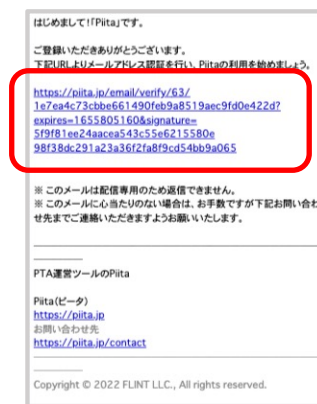 はじめまして!「Piita」です。
ご登録いただきありがとうございます。
下記URLよりメールアドレス認証を行い、Piitaの利用を始めましょう。
https://piita.jp/email/verify/63/
1e7ea4c73cbbe661490feb9a8519aec9fd0e422d?
expires=1655805160&signature=
5f9f81ee24aacea543c55e6215580e
98f38dc291a23a36f2fa8f9cd54bb9a065
※ このメールは配信専用のため返信できません。
※ このメールに心当たりのない場合は、お手数ですが下記お問い合わ
せ先までご連絡いただきますようお願いいたします。
PTA運営ツールのPiita
Piita(ピータ)
https://piita.jp
お問い合わせ先
https://piita.jp/contact
Copyright © 2022 FLINT LLC., All rights reserved.